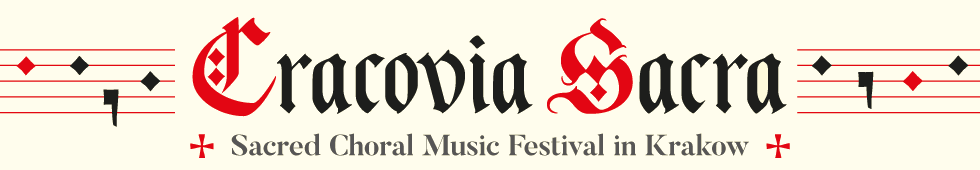 Cracovia Sacra
Sacred Choral Music Festival in Krakow